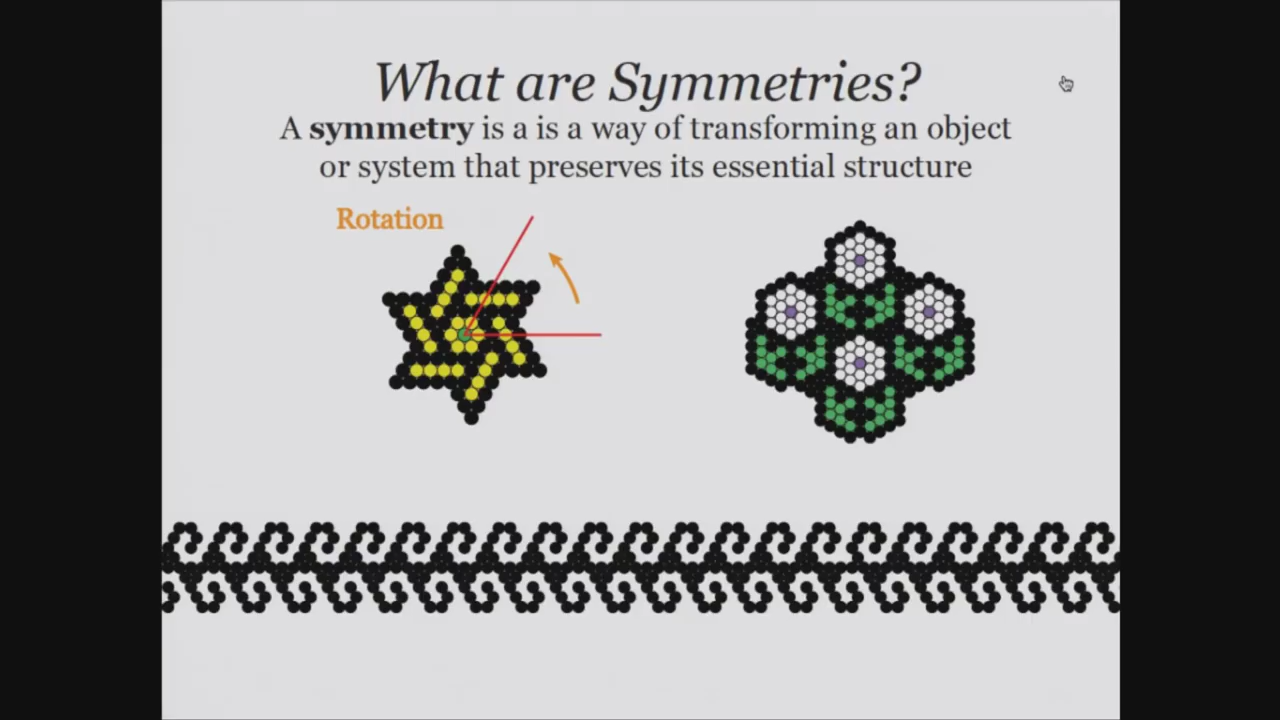 What are Symmetries?
A symmetry is a is a way of transforming an object
or system that preserves its essential structure
Rotation